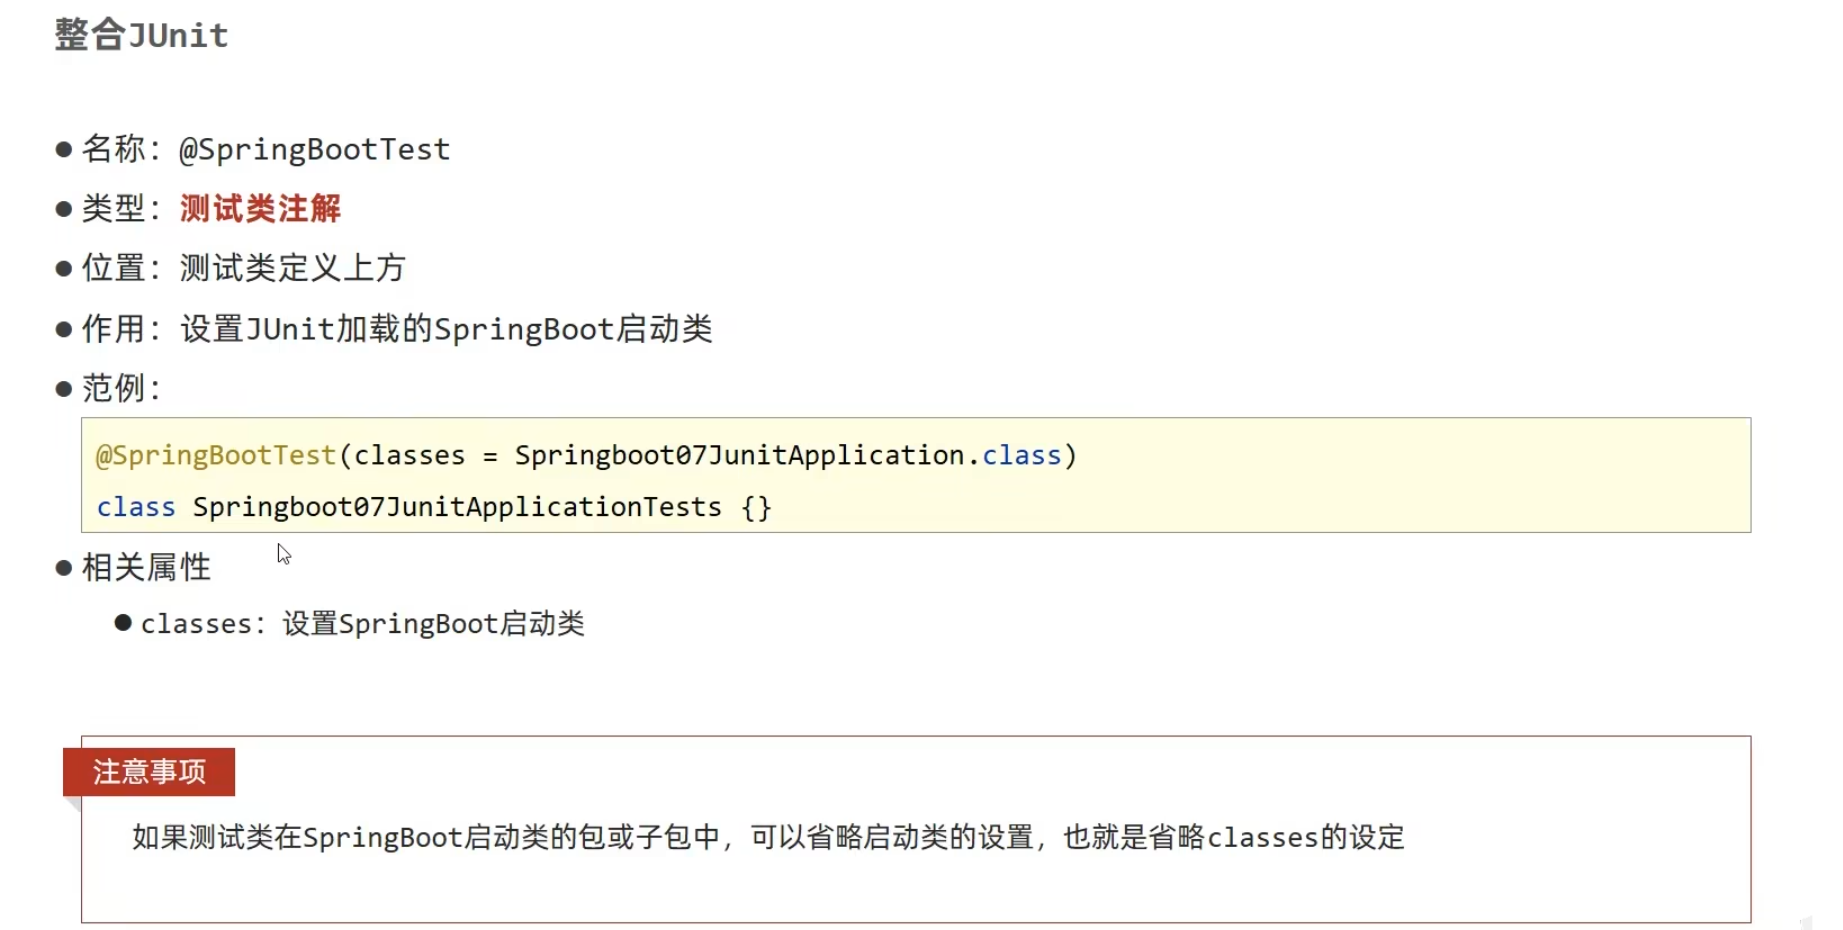 整合JUnit
● 名称：@SpringBootTest
● 类型：测试类注解
● 位置：测试类定义上方
● 作用：设置JUnit加载的SpringBoot启动类
● 范例：
@SpringBootTest(classes = Springboot07JunitApplication.class)
class Springboot07JunitApplicationTests {}
● 相关属性
● classes：设置SpringBoot启动类
注意事项
如果测试类在SpringBoot启动类的包或子包中，可以省略启动类的设置，也就是省略classes的设定